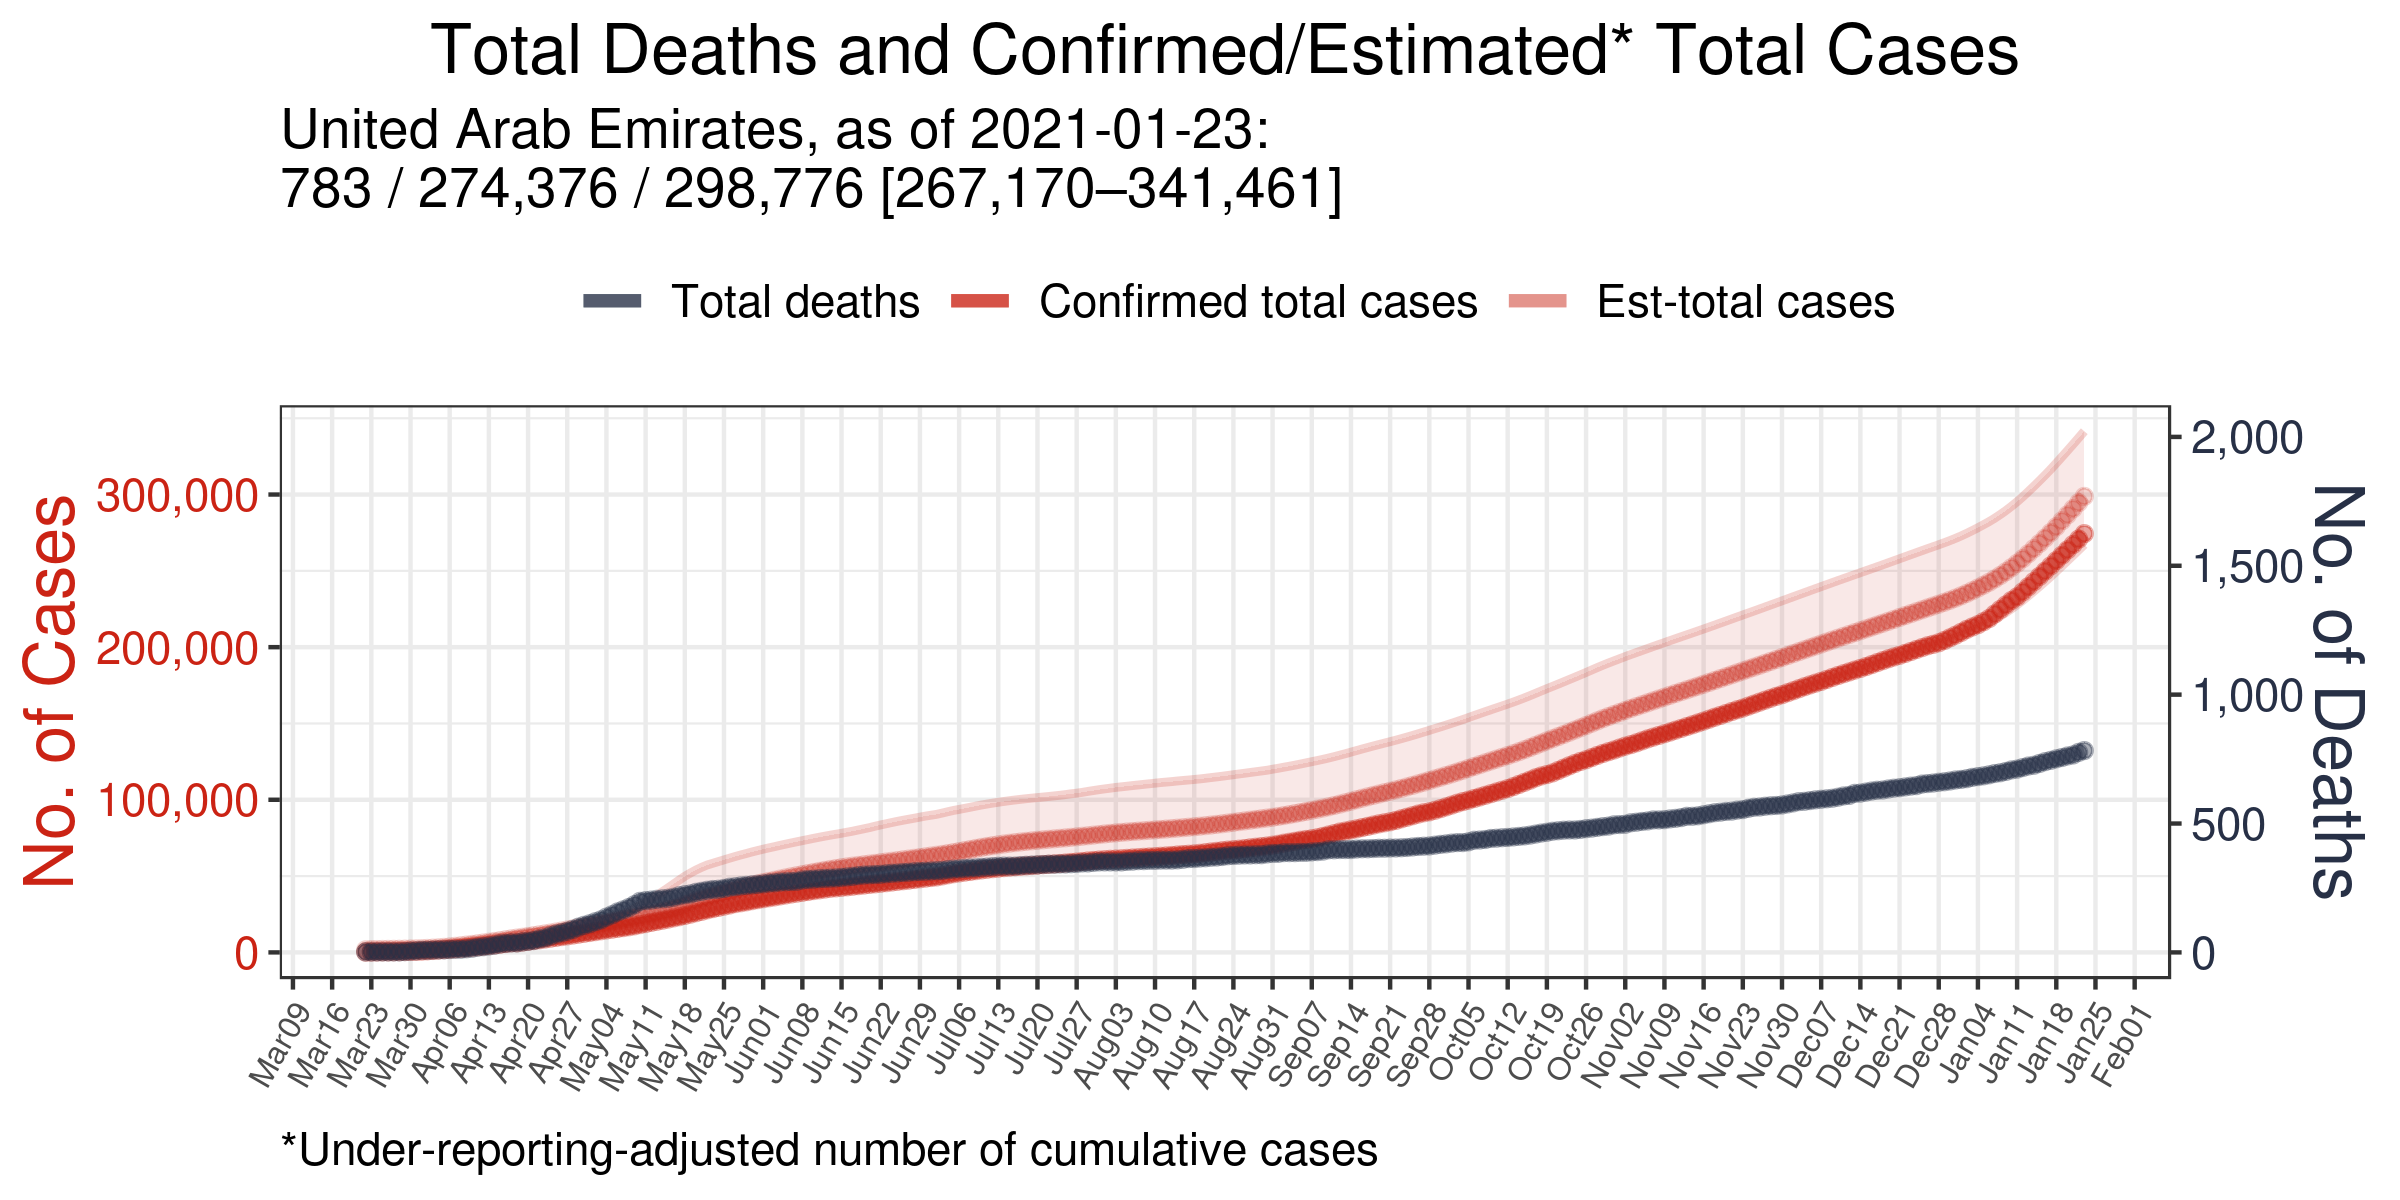 Total Deaths and Confirmed/Estimated* Total Cases
United Arab Emirates, as of 2021-01-23:
783 / 274,376 / 298,776 [267,170–341,461]
Total deaths
Confirmed total cases
Est-total cases
No. of Cases
300,000
200,000
100,000
0
2,000
1,500
1,000
500
0
No. of Deaths
Mar09
Mar16
Mar23
Mar30
Apr06
Apr13
Apr20
Apr27
May04
May11
May18
May25
Jun01
Jun08
Jun15
Jun22
Jun29
Jul06
Jul13
Jul20
Jul27
Aug03
Aug10
Aug17
Aug24
Aug31
Sep07
Sep14
Sep21
Sep28
Oct05
Oct12
Oct19
Oct26
Nov02
Nov09
Nov16
Nov23
Nov30
Dec07
Dec14
Dec21
Dec28
Jan04
Jan11
Jan18
Jan25
Feb01
*Under-reporting-adjusted number of cumulative cases